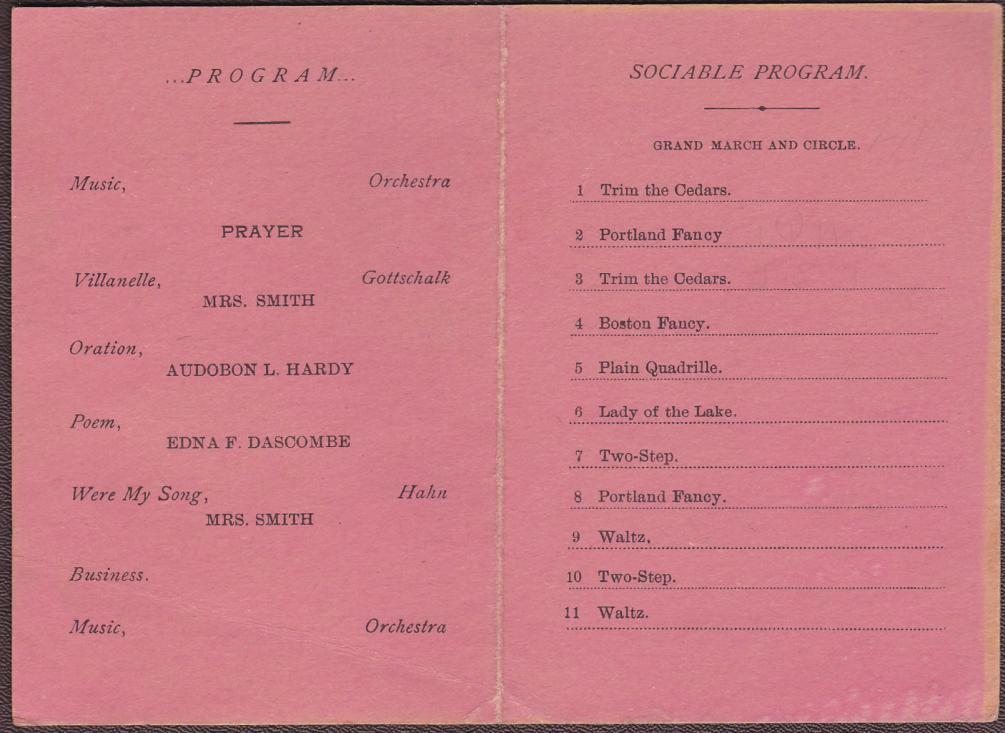 ...PROGRAM...
Music, Orchestra
PRAYER
Villanelle, Gottschalk
MRS. SMITH
Oration,
AUDOBON L. HARDY
Poem,
EDNA F. DASCOMBE
Were My Song, Hahn
MRS. SMITH
Business.
Music, Orchestra
SOCIABLE PROGRAM.
GRAND MARCH AND CIRCLE.
1 Trim the Cedars.
2 Portland Fancy
3 Trim the Cedars.
4 Boston Fancy.
5 Plain Quadrille.
6 Lady of the Lake.
7 Two-Step.
8 Portland Fancy.
9 Waltz,
10 Two-Step.
11 Waltz.